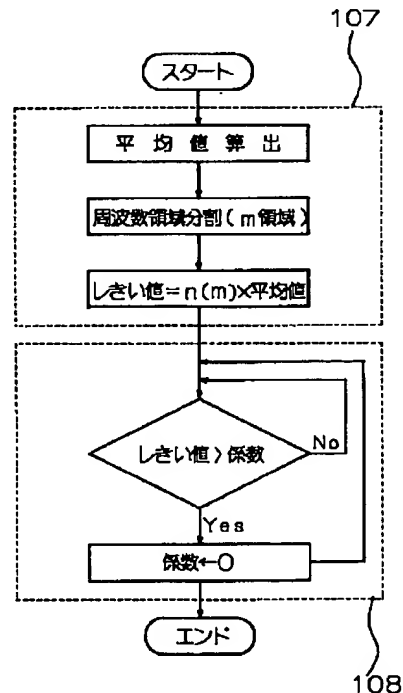 107
スタート
平均値算出
周波数領域分割(m領域)
しきい値=n(m)×平均値
しきい値>係数
No
Yes
係数←0
エンド
108